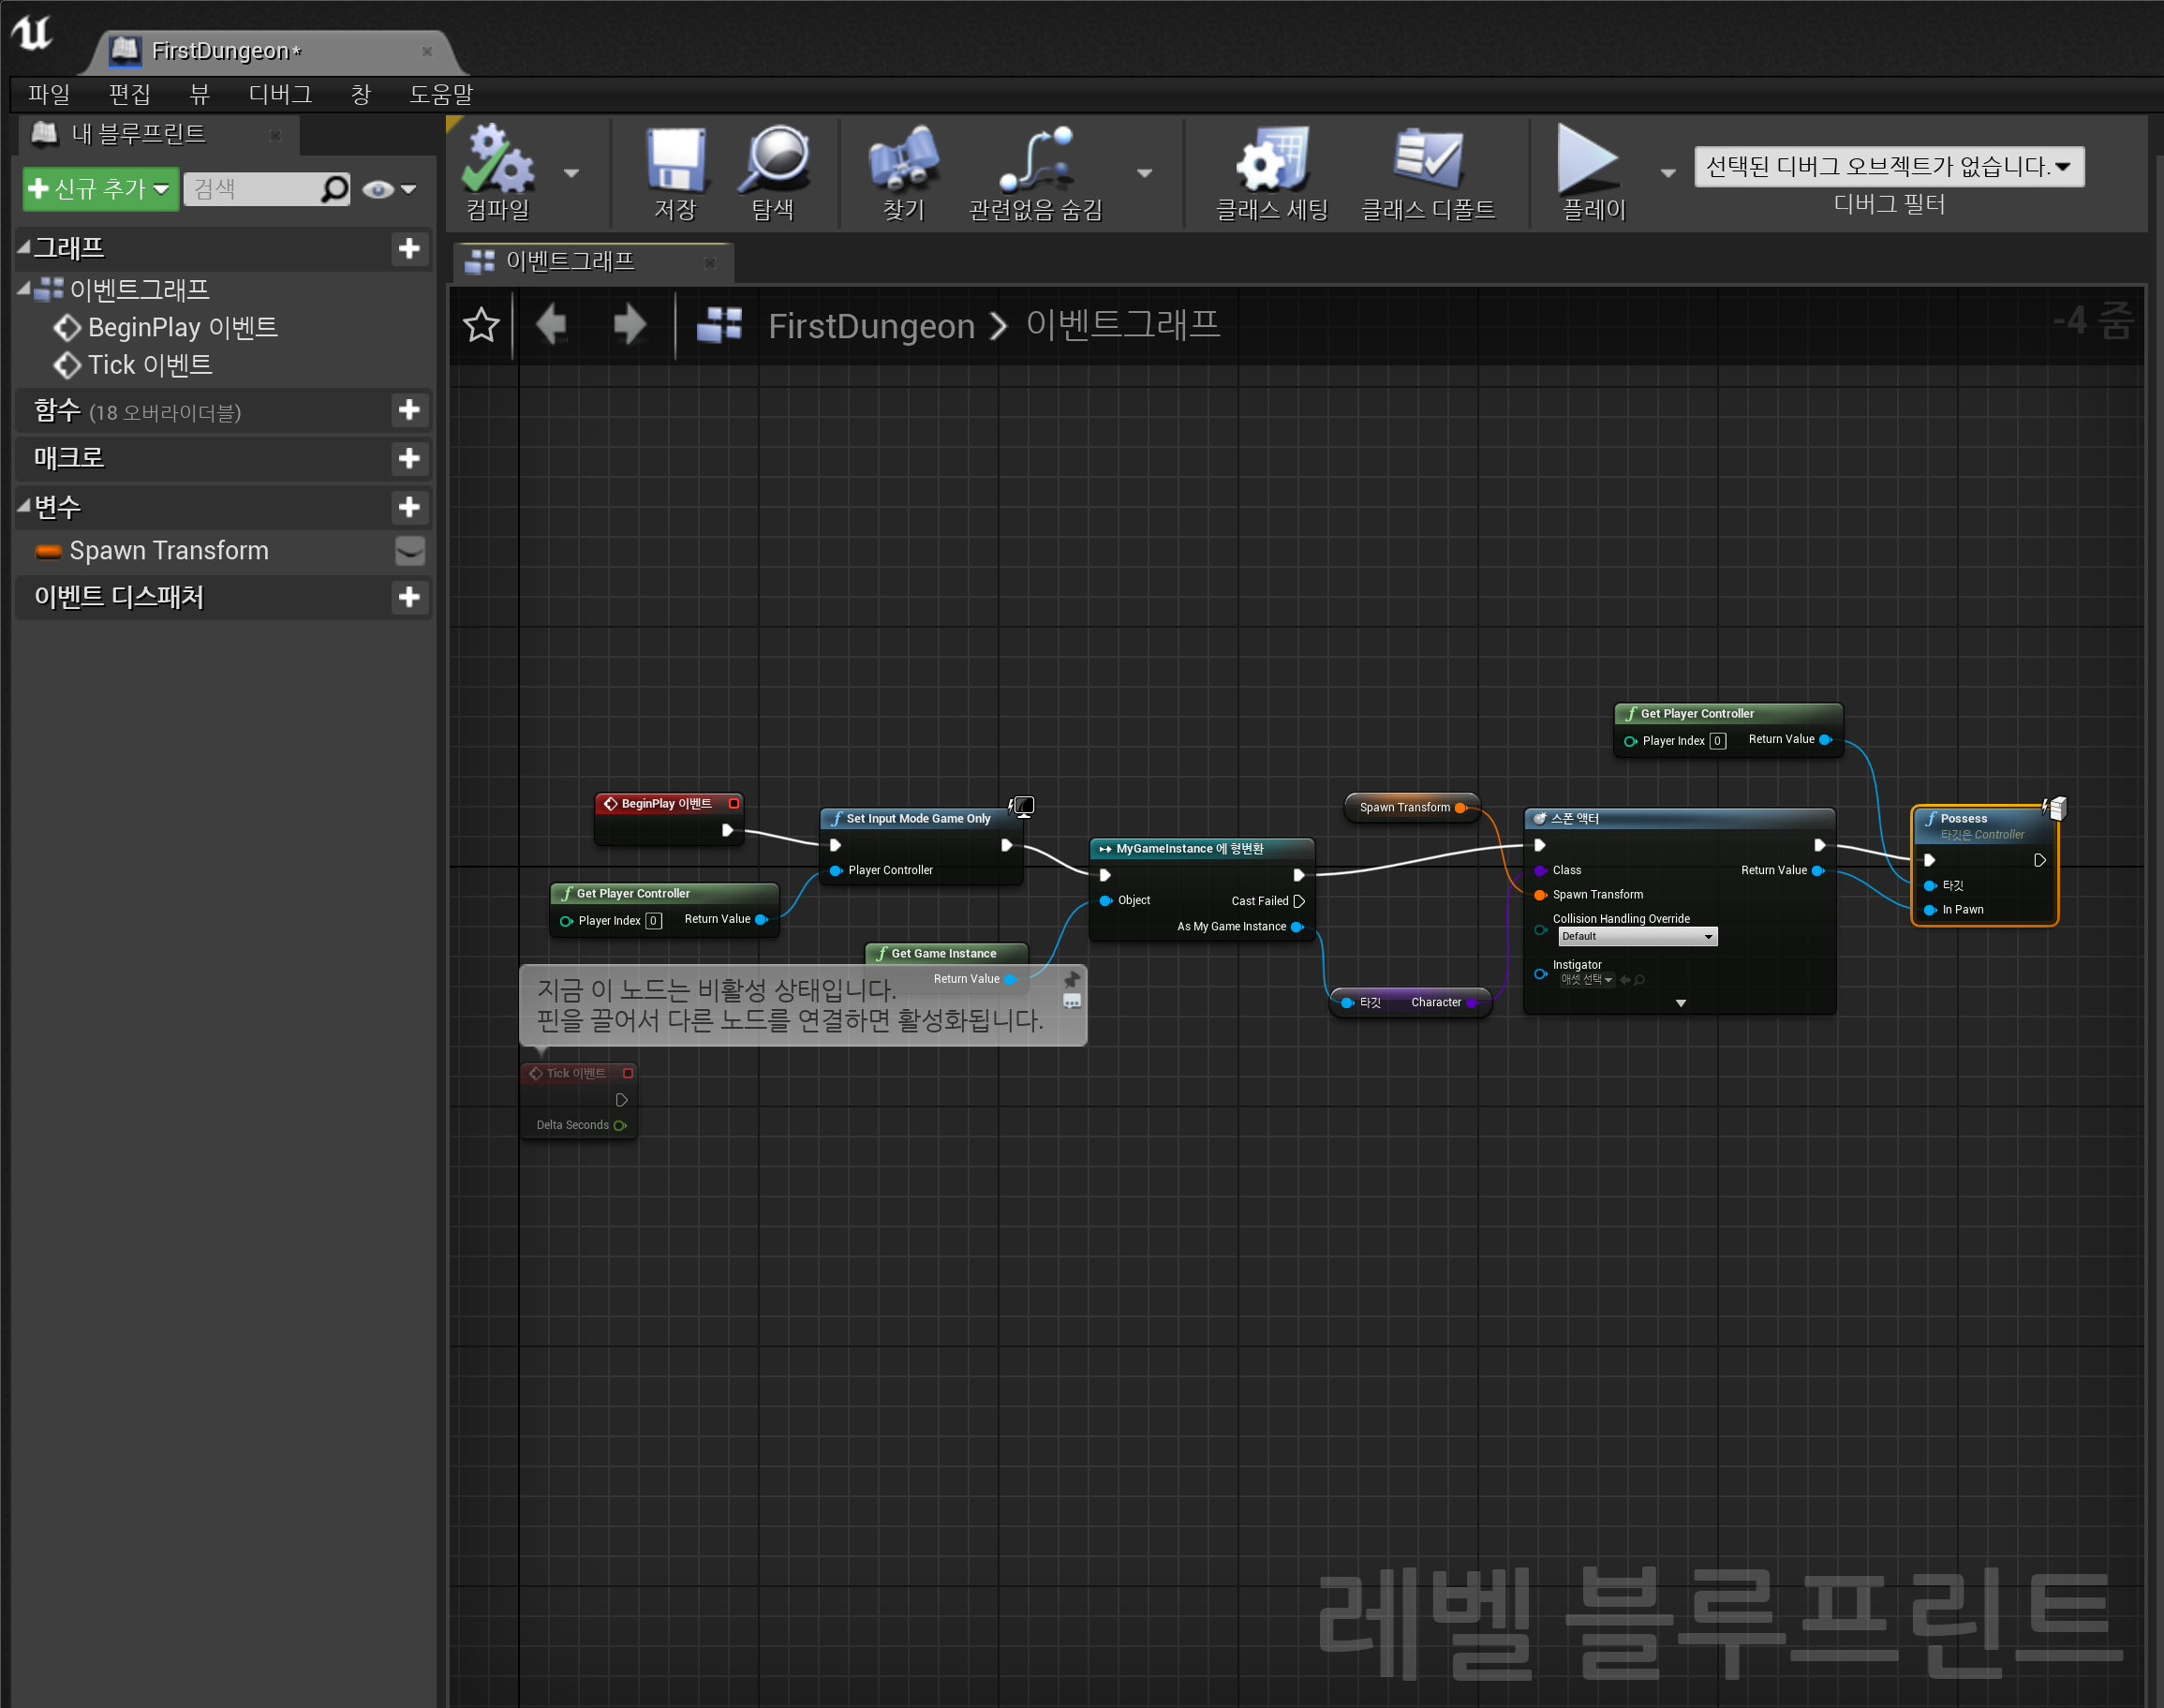 FirstDungeon*
파일 편집 뷰 디버그 창 도움말
내 블루프린트
신규 추가
검색
그래프
이벤트그래프
BeginPlay 이벤트
Tick 이벤트
함수 (18 오버라이더블)
매크로
변수
Spawn Transform
이벤트 디스패처
컴파일
저장
탐색
찾기
관련없음 숨김
클래스 세팅
클래스 디폴트
플레이
선택된 디버그 오브젝트가 없습니다.
디버그 필터
이벤트그래프
FirstDungeon > 이벤트그래프
-4 줌
BeginPlay 이벤트
Get Player Controller
Player Index 0 Return Value
Set Input Mode Game Only
Player Controller
Get Game Instance
Return Value
지금 이 노드는 비활성 상태입니다.
핀을 끌어서 다른 노드를 연결하면 활성화됩니다.
Tick 이벤트
Delta Seconds
MyGameInstance 에 형변환
Object Cast Failed
As My Game Instance
Spawn Transform
타깃 Character
스폰 액터
Class Return Value
Spawn Transform
Collision Handling Override
Default
Instigator
애셋 선택
Get Player Controller
Player Index 0 Return Value
Possess
타깃은 Controller
타깃
In Pawn
레벨 블루프린트